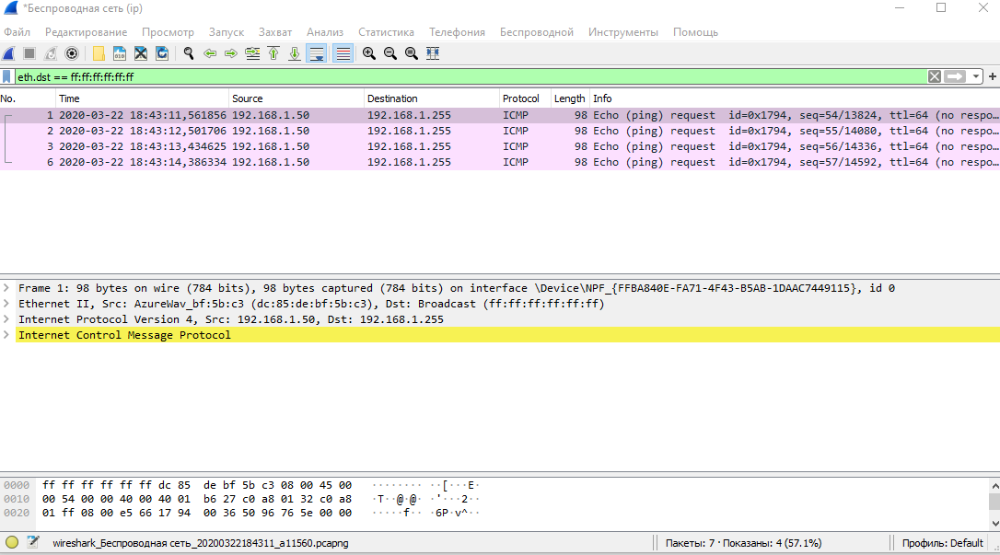 *Беспроводная сеть (ip)
Файл Редактирование Просмотр Запуск Захват Анализ Статистика Телефония Беспроводной Инструменты Помощь
eth.dst == ff:ff:ff:ff:ff:ff
No. Time Source Destination Protocol Length Info
1 2020-03-22 18:43:11,561856 192.168.1.50 192.168.1.255 ICMP 98 Echo (ping) request id=0x1794, seq=54/13824, ttl=64 (no respo…
2 2020-03-22 18:43:12,501706 192.168.1.50 192.168.1.255 ICMP 98 Echo (ping) request id=0x1794, seq=55/14080, ttl=64 (no respo…
3 2020-03-22 18:43:13,434625 192.168.1.50 192.168.1.255 ICMP 98 Echo (ping) request id=0x1794, seq=56/14336, ttl=64 (no respo…
6 2020-03-22 18:43:14,386334 192.168.1.50 192.168.1.255 ICMP 98 Echo (ping) request id=0x1794, seq=57/14592, ttl=64 (no respo…
Frame 1: 98 bytes on wire (784 bits), 98 bytes captured (784 bits) on interface \Device\NPF_{FFBA840E-FA71-4F43-B5AB-1DAAC7449115}, id 0
Ethernet II, Src: AzureWav_bf:5b:c3 (dc:85:de:bf:5b:c3), Dst: Broadcast (ff:ff:ff:ff:ff:ff)
Internet Protocol Version 4, Src: 192.168.1.50, Dst: 192.168.1.255
Internet Control Message Protocol
0000 ff ff ff ff ff ff dc 85 de bf 5b c3 08 00 45 00 ········ ··[···E·
0010 00 54 00 00 40 00 40 01 b6 27 c0 a8 01 32 c0 a8 ·T··@·@· ·'···2··
0020 01 ff 08 00 e5 66 17 94 00 36 50 96 76 5e 00 00 ·····f·· ·6P·v^··
wireshark_Беспроводная сеть_20200322184311_a11560.pcapng Пакеты: 7 · Показаны: 4 (57.1%) Профиль: Default